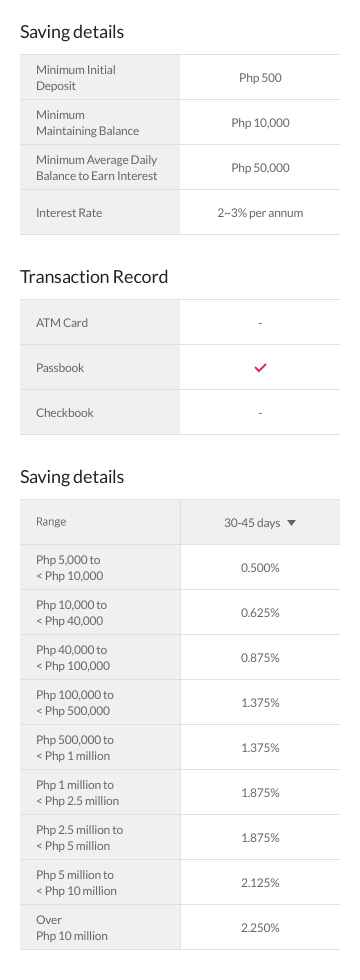 Saving details
Minimum Initial
Deposit
Php 500
Minimum
Maintaining Balance
Php 10,000
Minimum Average Daily
Balance to Earn Interest
Php 50,000
Interest Rate
2~3% per annum
Transaction Record
ATM Card
-
Passbook
Checkbook
-
Saving details
Range
30-45 days
Php 5,000 to
< Php 10,000
0.500%
Php 10,000 to
< Php 40,000
0.625%
Php 40,000 to
< Php 100,000
0.875%
Php 100,000 to
< Php 500,000
1.375%
Php 500,000 to
< Php 1 million
1.375%
Php 1 million to
< Php 2.5 million
1.875%
Php 2.5 million to
< Php 5 million
1.875%
Php 5 million to
< Php 10 million
2.125%
Over
Php 10 million
2.250%